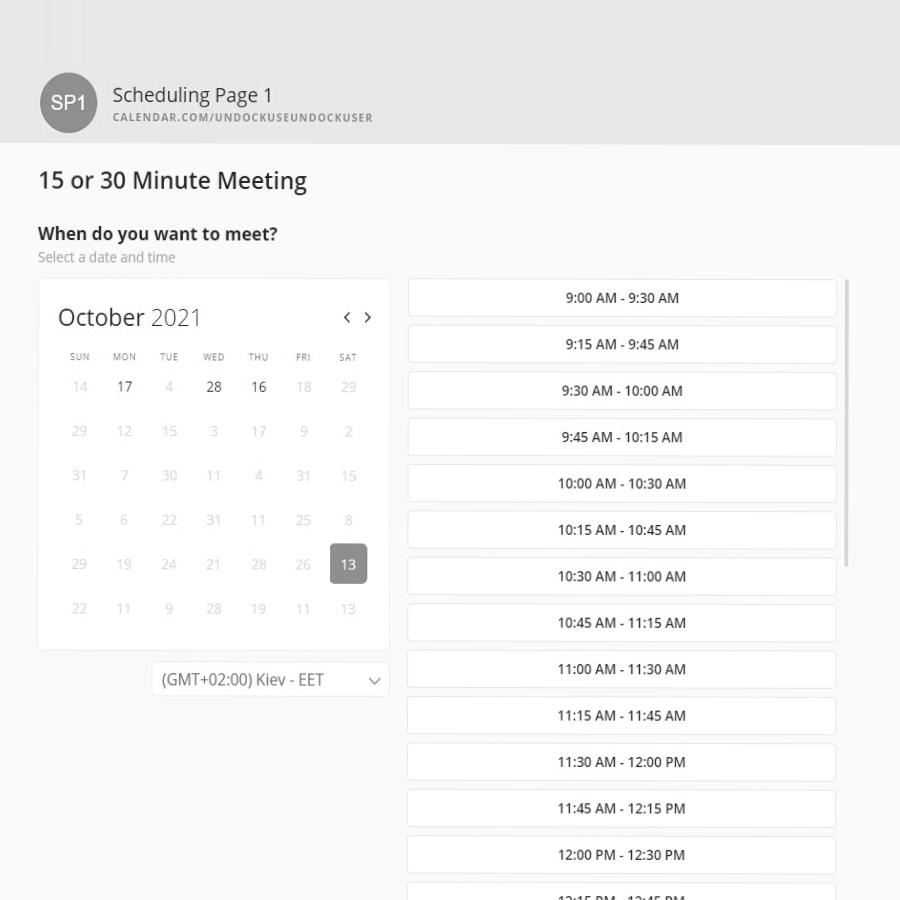 SP1
Scheduling Page 1
CALENDAR.COM/UNDOCKUSEUNDOCKUSER
15 or 30 Minute Meeting
When do you want to meet?
Select a date and time
October 2021
SUN MON TUE WED THU FRI SAT
14 17 4 28 16 18 29
29 12 15 3 17 9 2
31 7 30 11 4 31 15
5 6 22 31 11 25 8
29 19 24 21 28 26 13
22 11 9 28 19 11 13
(GMT+02:00) Kiev - EET
9:00 AM - 9:30 AM
9:15 AM - 9:45 AM
9:30 AM - 10:00 AM
9:45 AM - 10:15 AM
10:00 AM - 10:30 AM
10:15 AM - 10:45 AM
10:30 AM - 11:00 AM
10:45 AM - 11:15 AM
11:00 AM - 11:30 AM
11:15 AM - 11:45 AM
11:30 AM - 12:00 PM
11:45 AM - 12:15 PM
12:00 PM - 12:30 PM
12:15 PM - 12:45 PM